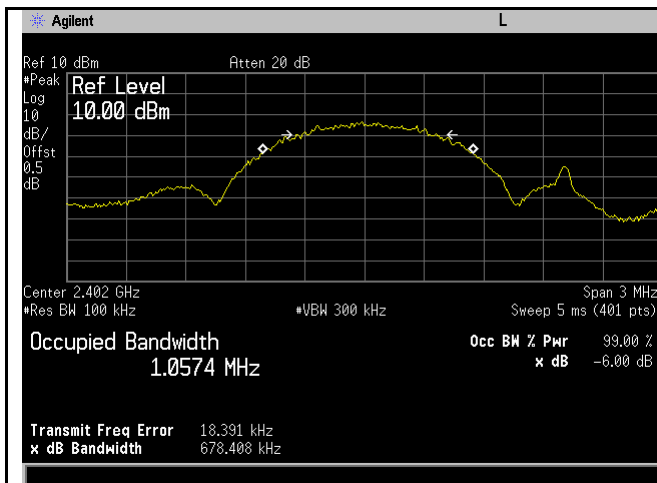 Agilent L
Ref 10 dBm Atten 20 dB
#Peak
Log
10
dB/
Offst
0.5
dB
Ref Level
10.00 dBm
Center 2.402 GHz Span 3 MHz
#Res BW 100 kHz #VBW 300 kHz Sweep 5 ms (401 pts)
Occupied Bandwidth
1.0574 MHz
Occ BW % Pwr 99.00 %
x dB -6.00 dB
Transmit Freq Error 18.391 kHz
x dB Bandwidth 678.408 kHz